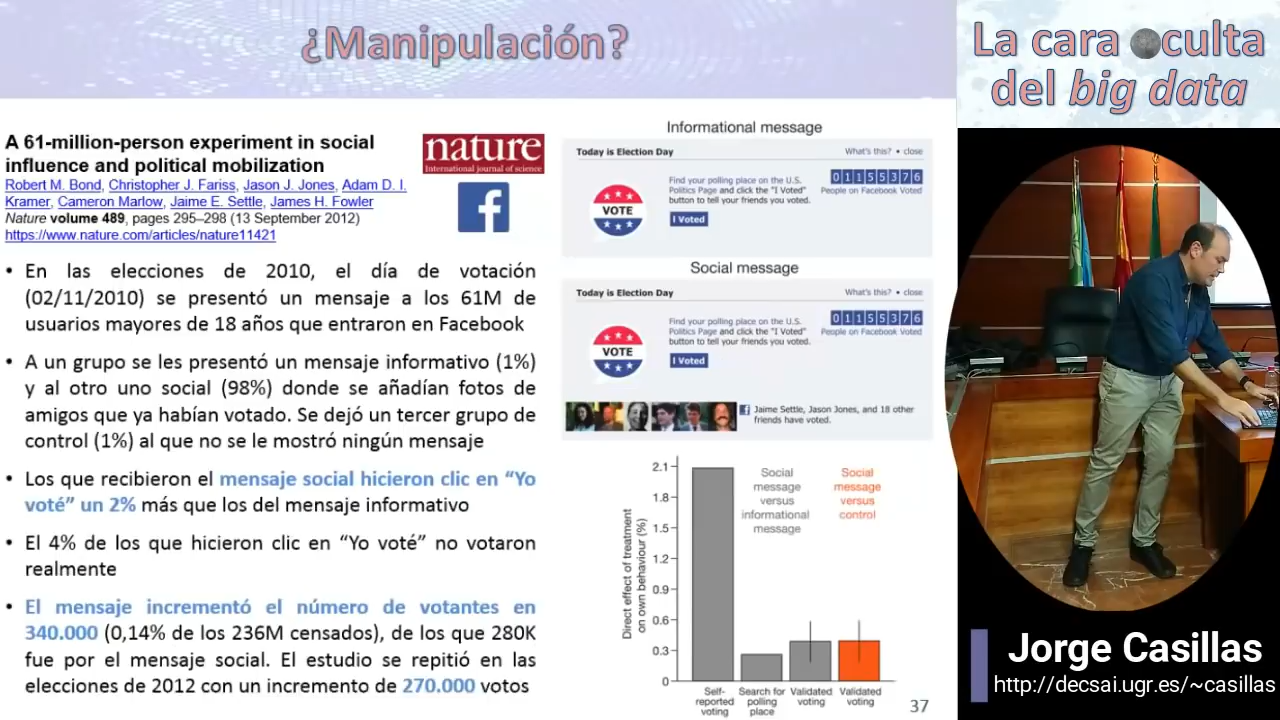 ¿Manipulación?
La cara oculta
del big data
A 61-million-person experiment in social
influence and political mobilization
Robert M. Bond, Christopher J. Fariss, Jason J. Jones, Adam D. I.
Kramer, Cameron Marlow, Jaime E. Settle, James H. Fowler
Nature volume 489, pages 295–298 (13 September 2012)
https://www.nature.com/articles/nature11421
nature
International journal of science
f
• En las elecciones de 2010, el día de votación
(02/11/2010) se presentó un mensaje a los 61M de
usuarios mayores de 18 años que entraron en Facebook
• A un grupo se les presentó un mensaje informativo (1%)
y al otro uno social (98%) donde se añadían fotos de
amigos que ya habían votado. Se dejó un tercer grupo de
control (1%) al que no se le mostró ningún mensaje
• Los que recibieron el mensaje social hicieron clic en “Yo
voté” un 2% más que los del mensaje informativo
• El 4% de los que hicieron clic en “Yo voté” no votaron
realmente
• El mensaje incrementó el número de votantes en
340.000 (0,14% de los 236M censados), de los que 280K
fue por el mensaje social. El estudio se repitió en las
elecciones de 2012 con un incremento de 270.000 votos
Informational message
Today is Election Day
What's this? • close
VOTE
Find your polling place on the U.S.
Politics Page and click the "I Voted"
button to tell your friends you voted.
I Voted
01155376
People on Facebook Voted
Social message
Today is Election Day
What's this? • close
VOTE
Find your polling place on the U.S.
Politics Page and click the "I Voted"
button to tell your friends you voted.
I Voted
01155376
People on Facebook Voted
Jaime Settle, Jason Jones, and 18 other
friends have voted.
Direct effect of treatment
on own behaviour (%)
2.1
1.8
1.5
1.2
0.9
0.6
0.3
0
Social
message
versus
informational
message
Social
message
versus
control
Self-
reported
voting
Search for
polling
place
Validated
voting
Validated
voting
37
Jorge Casillas
http://decsai.ugr.es/~casillas